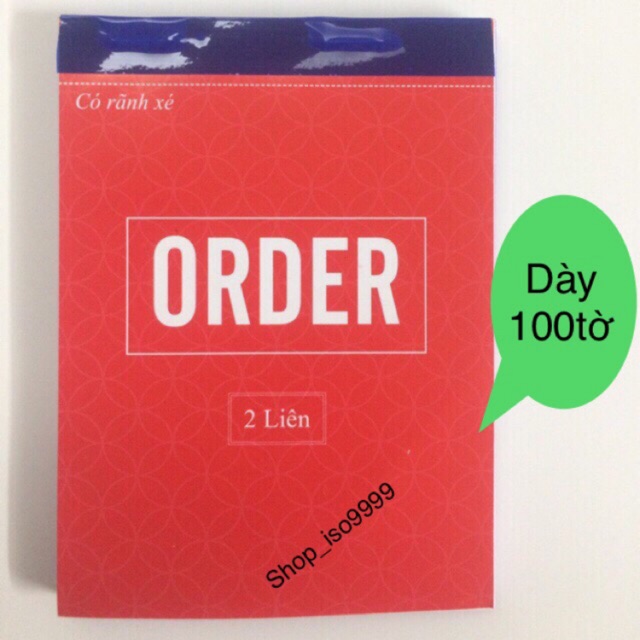 Có rãnh xé
ORDER
2 Liên
Dày
100tờ
Shop_iso9999